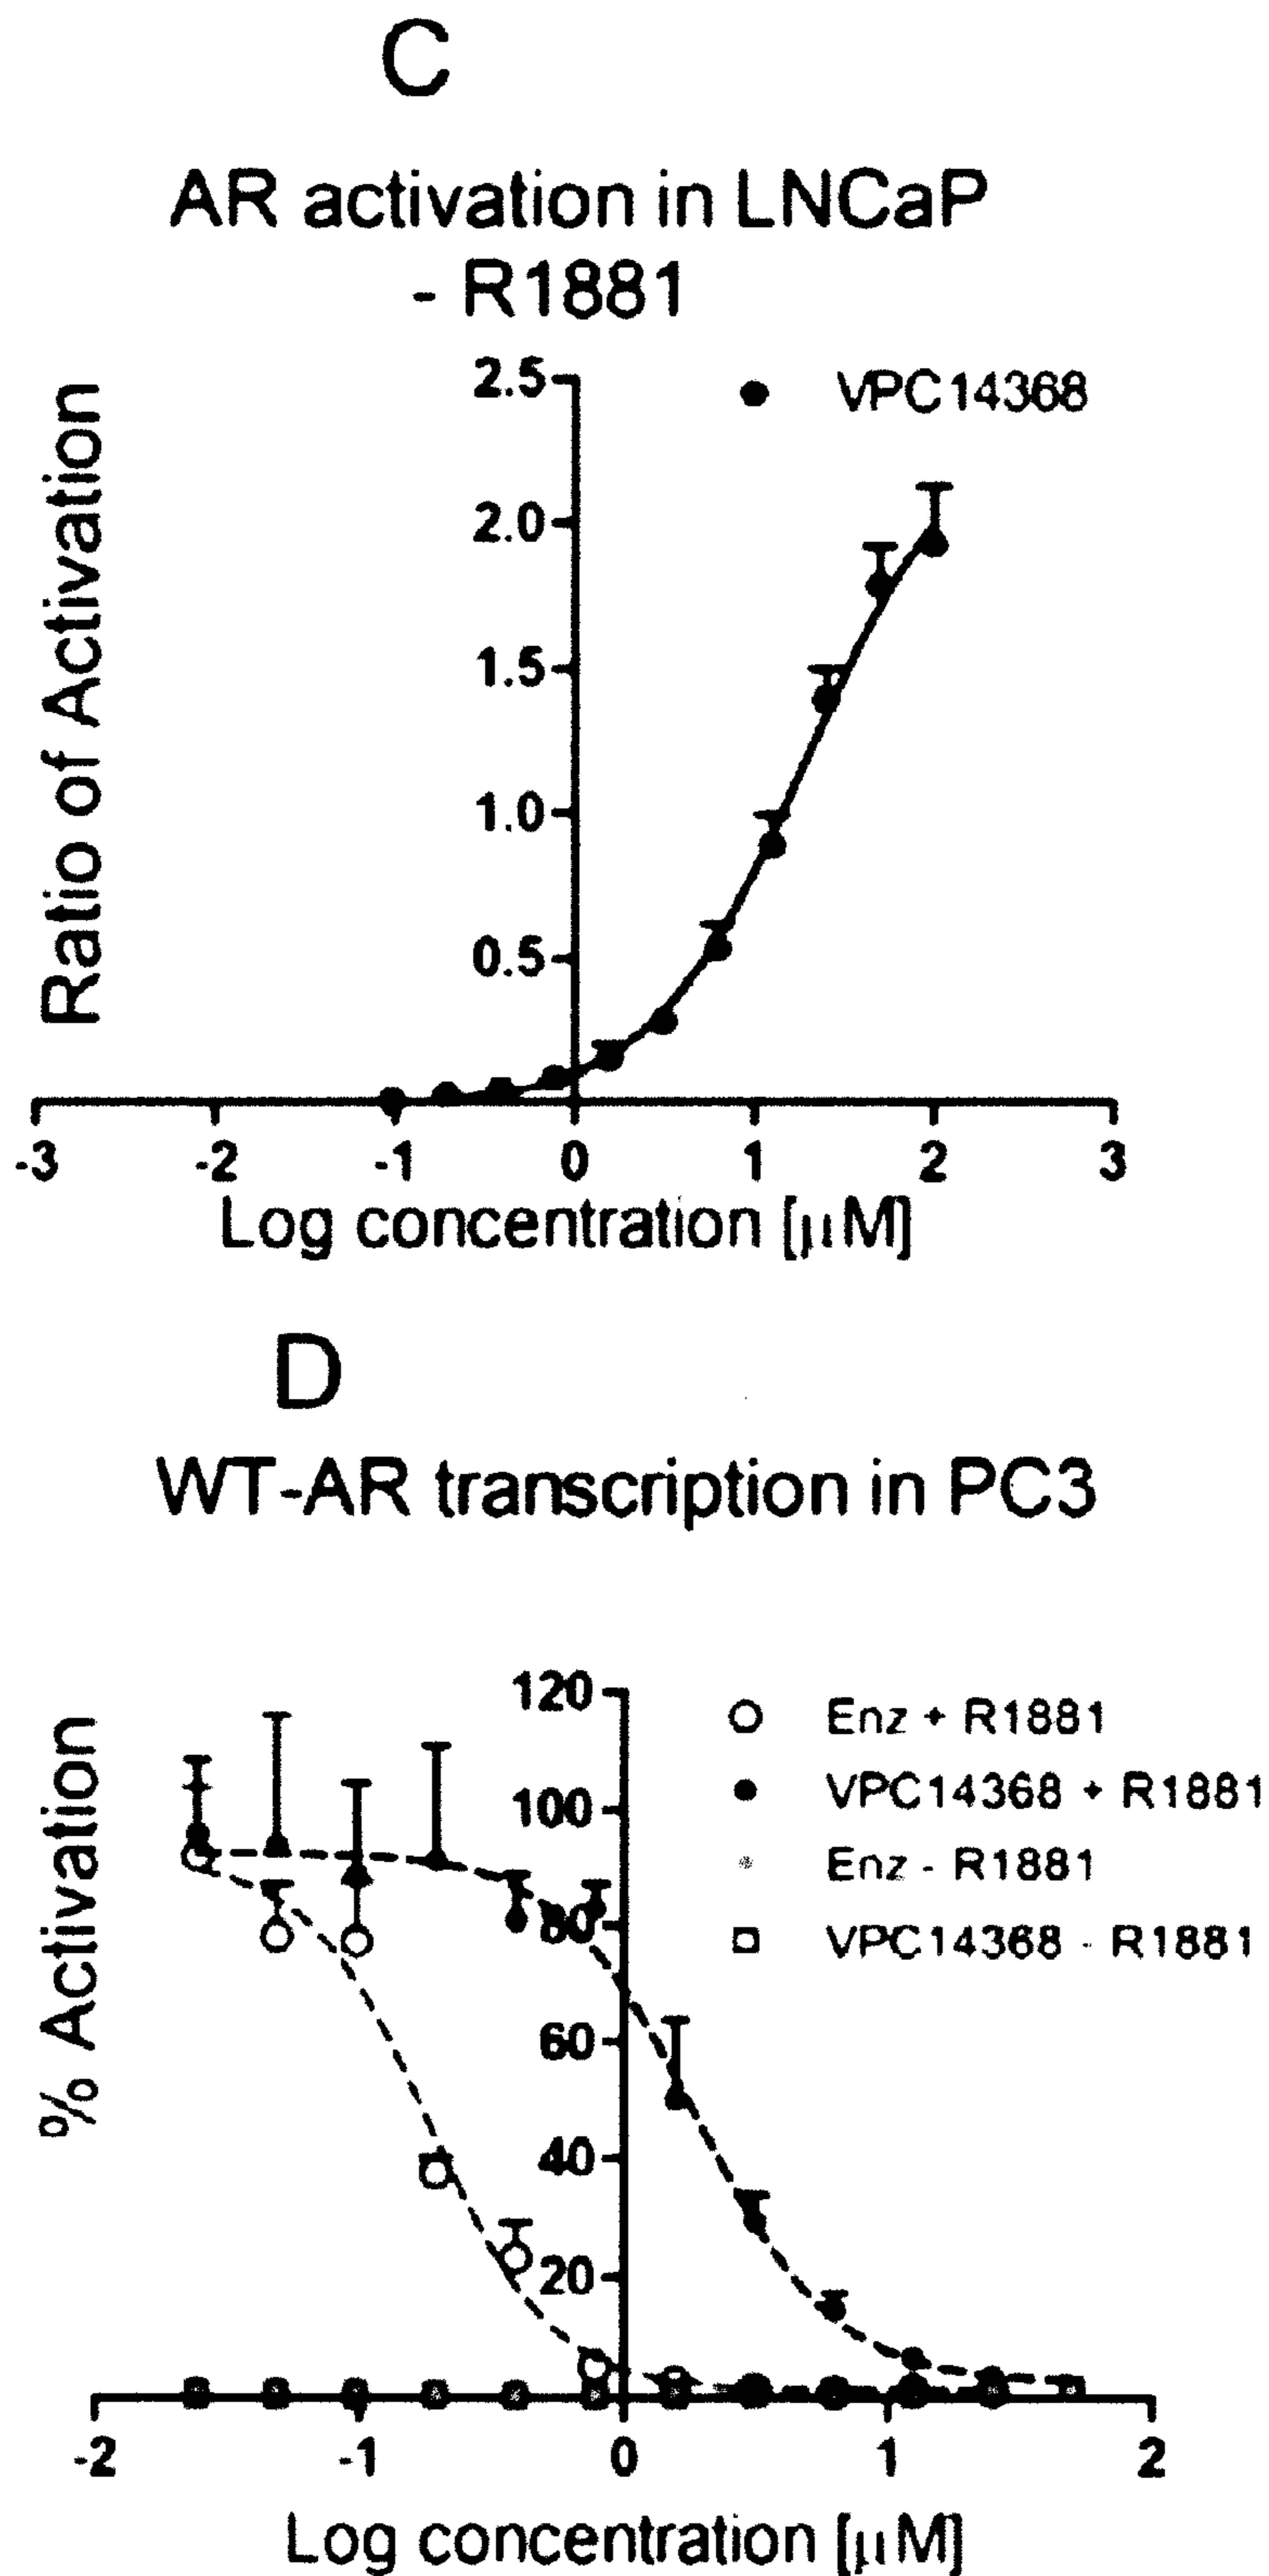 C
AR activation in LNCaP
- R1881
Ratio of Activation
2.5
2.0
1.5
1.0
0.5
VPC14368
-3 -2 -1 0 1 2 3
Log concentration [µM]
D
WT-AR transcription in PC3
% Activation
120
100
80
60
40
20
Enz + R1881
VPC14368 + R1881
Enz - R1881
VPC14368 - R1881
-2 -1 0 1 2
Log concentration [µM]